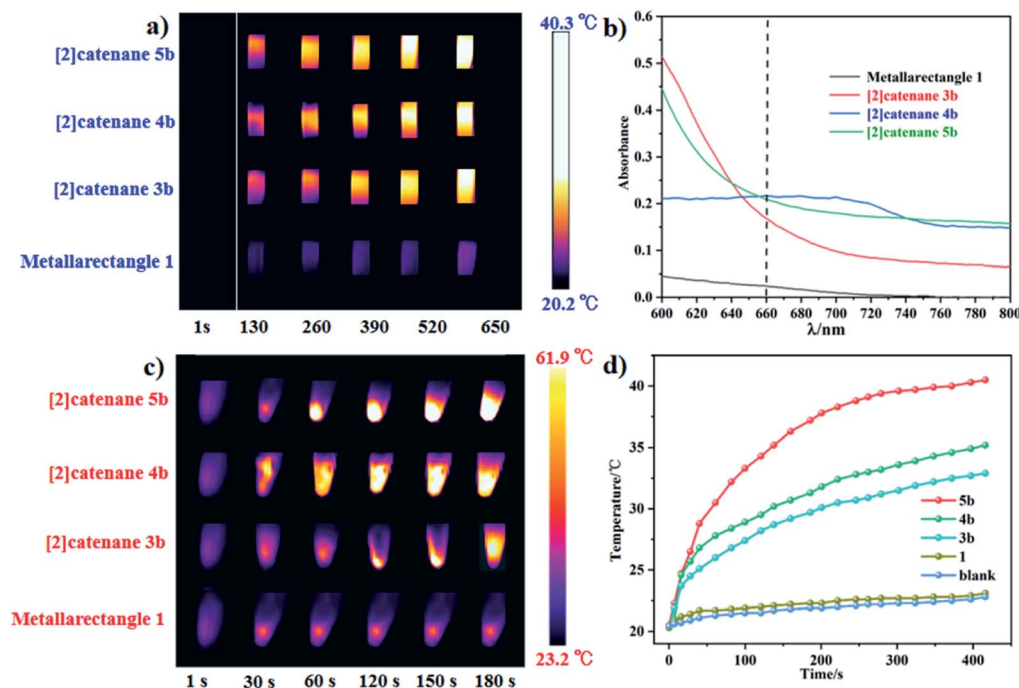 a)
[2]catenane 5b
[2]catenane 4b
[2]catenane 3b
Metallarectangle 1
1s 130 260 390 520 650
40.3 ℃
20.2 ℃
b)
Absorbance
0.6
0.5
0.4
0.3
0.2
0.1
0.0
Metallarectangle 1
[2]catenane 3b
[2]catenane 4b
[2]catenane 5b
600 620 640 660 680 700 720 740 760 780 800
λ/nm
c)
[2]catenane 5b
[2]catenane 4b
[2]catenane 3b
Metallarectangle 1
1 s 30 s 60 s 120 s 150 s 180 s
61.9 ℃
23.2 ℃
d)
Temperature/℃
40
35
30
25
20
5b
4b
3b
1
blank
0 100 200 300 400
Time/s